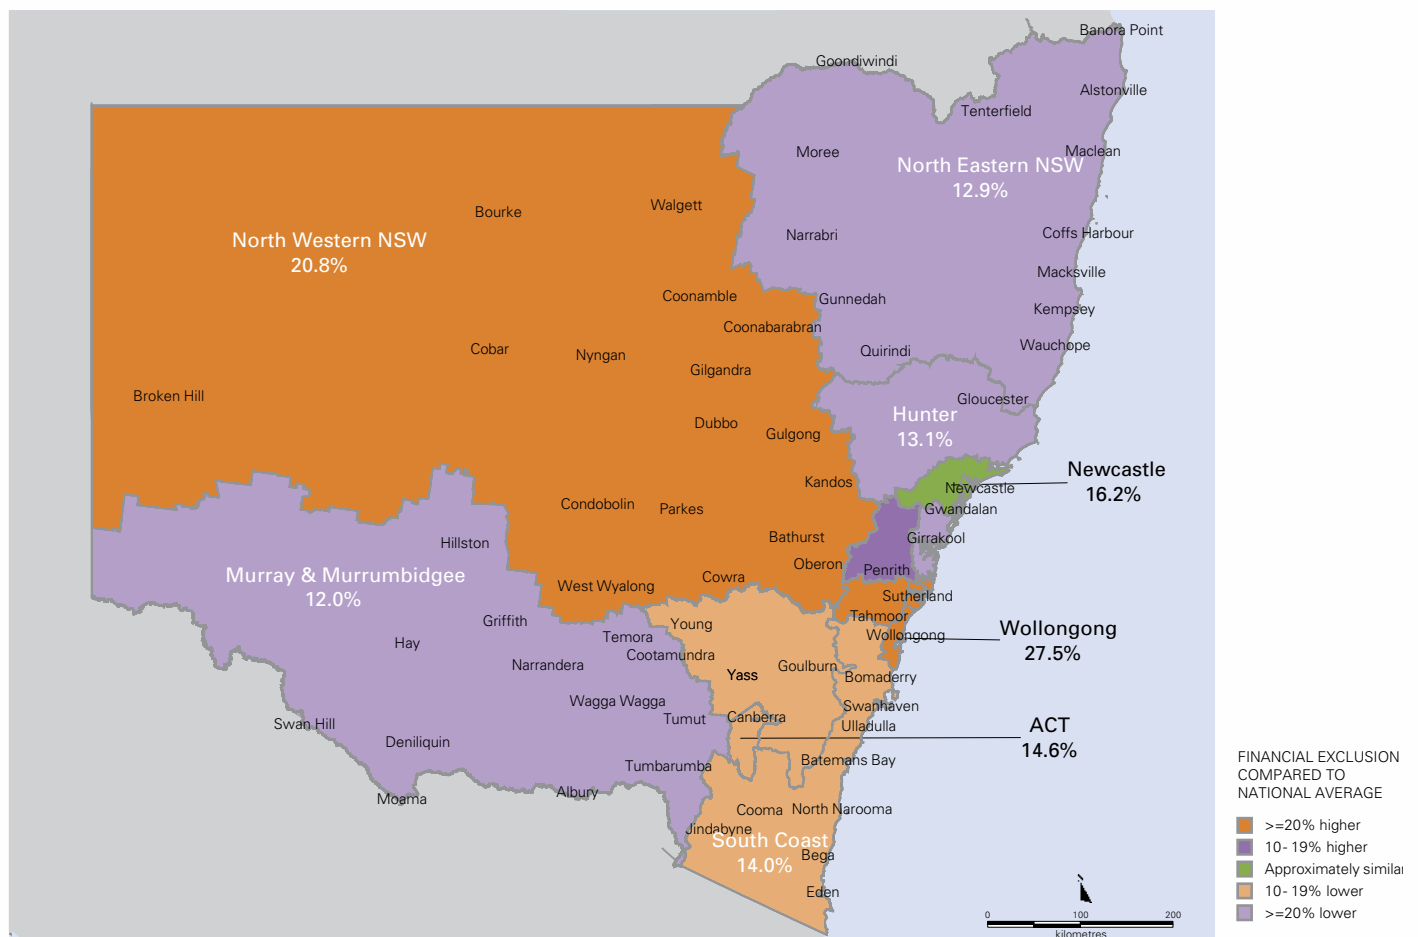 Banora Point
Goondiwindi
Alstonville
Tenterfield
Moree
Maclean
North Eastern NSW
12.9%
Walgett
Bourke
Narrabri
Coffs Harbour
North Western NSW
20.8%
Macksville
Coonamble
Gunnedah
Kempsey
Coonabarabran
Cobar
Nyngan
Quirindi
Wauchope
Gilgandra
Broken Hill
Gloucester
Hunter
13.1%
Dubbo
Gulgong
Kandos
Newcastle
Newcastle
16.2%
Condobolin
Parkes
Gwandalan
Bathurst
Girrakool
Hillston
Oberon
Penrith
Murray & Murrumbidgee
12.0%
West Wyalong
Cowra
Sutherland
Tahmoor
Griffith
Young
Wollongong
Wollongong
27.5%
Hay
Temora
Cootamundra
Narrandera
Goulburn
Yass
Bomaderry
Wagga Wagga
Swanhaven
Swan Hill
Tumut
Canberra
Ulladulla
ACT
14.6%
Deniliquin
Tumbarumba
Batemans Bay
Moama
Albury
Cooma
North Narooma
Jindabyne
South Coast
14.0%
Bega
Eden
FINANCIAL EXCLUSION
COMPARED TO
NATIONAL AVERAGE
>=20% higher
10- 19% higher
Approximately similar
10- 19% lower
>=20% lower
0 100 200
kilometres